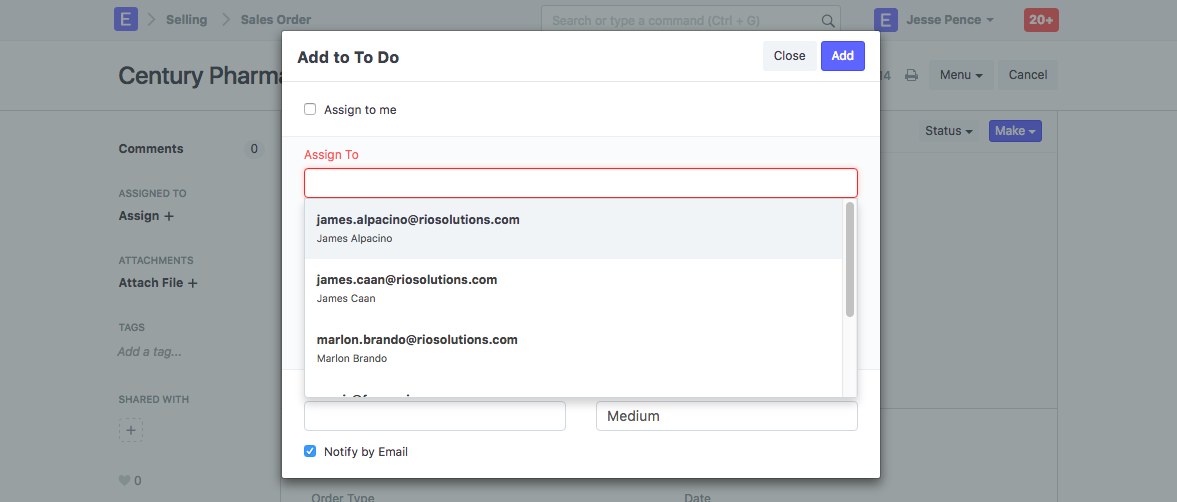 E Selling Sales Order Search or type a command (Ctrl + G) E Jesse Pence 20+
Add to To Do Close Add
Century Pharma
Menu Cancel
Assign to me
Status Make
Comments 0
Assign To
ASSIGNED TO
Assign +
james.alpacino@riosolutions.com
James Alpacino
ATTACHMENTS
Attach File +
james.caan@riosolutions.com
James Caan
TAGS
Add a tag...
marlon.brando@riosolutions.com
Marlon Brando
SHARED WITH
+
Medium
Notify by Email
0
Order Type Date